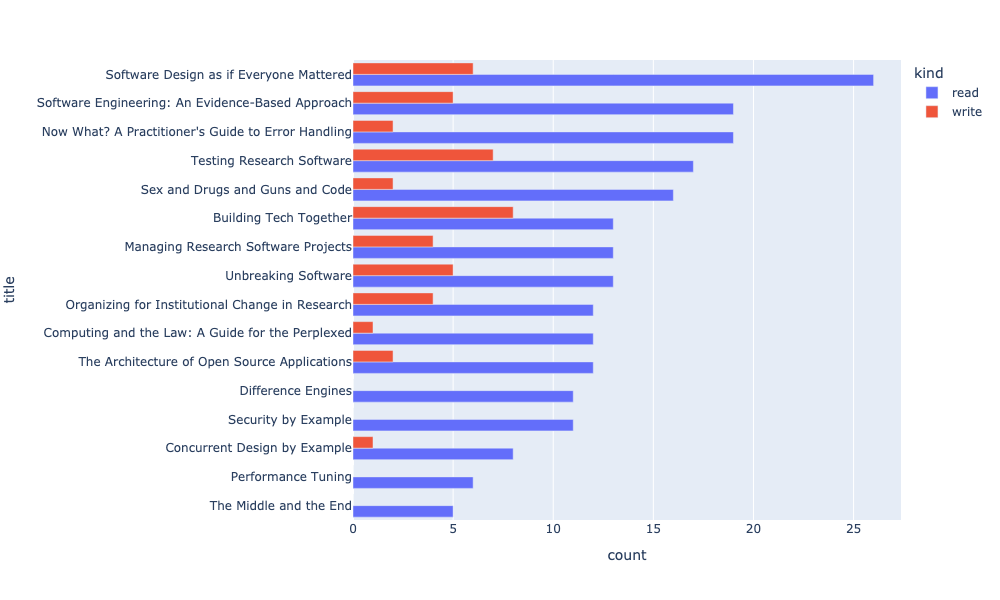 kind
read
write
Software Design as if Everyone Mattered
Software Engineering: An Evidence-Based Approach
Now What? A Practitioner's Guide to Error Handling
Testing Research Software
Sex and Drugs and Guns and Code
Building Tech Together
Managing Research Software Projects
Unbreaking Software
Organizing for Institutional Change in Research
Computing and the Law: A Guide for the Perplexed
The Architecture of Open Source Applications
Difference Engines
Security by Example
Concurrent Design by Example
Performance Tuning
The Middle and the End
title
0 5 10 15 20 25
count